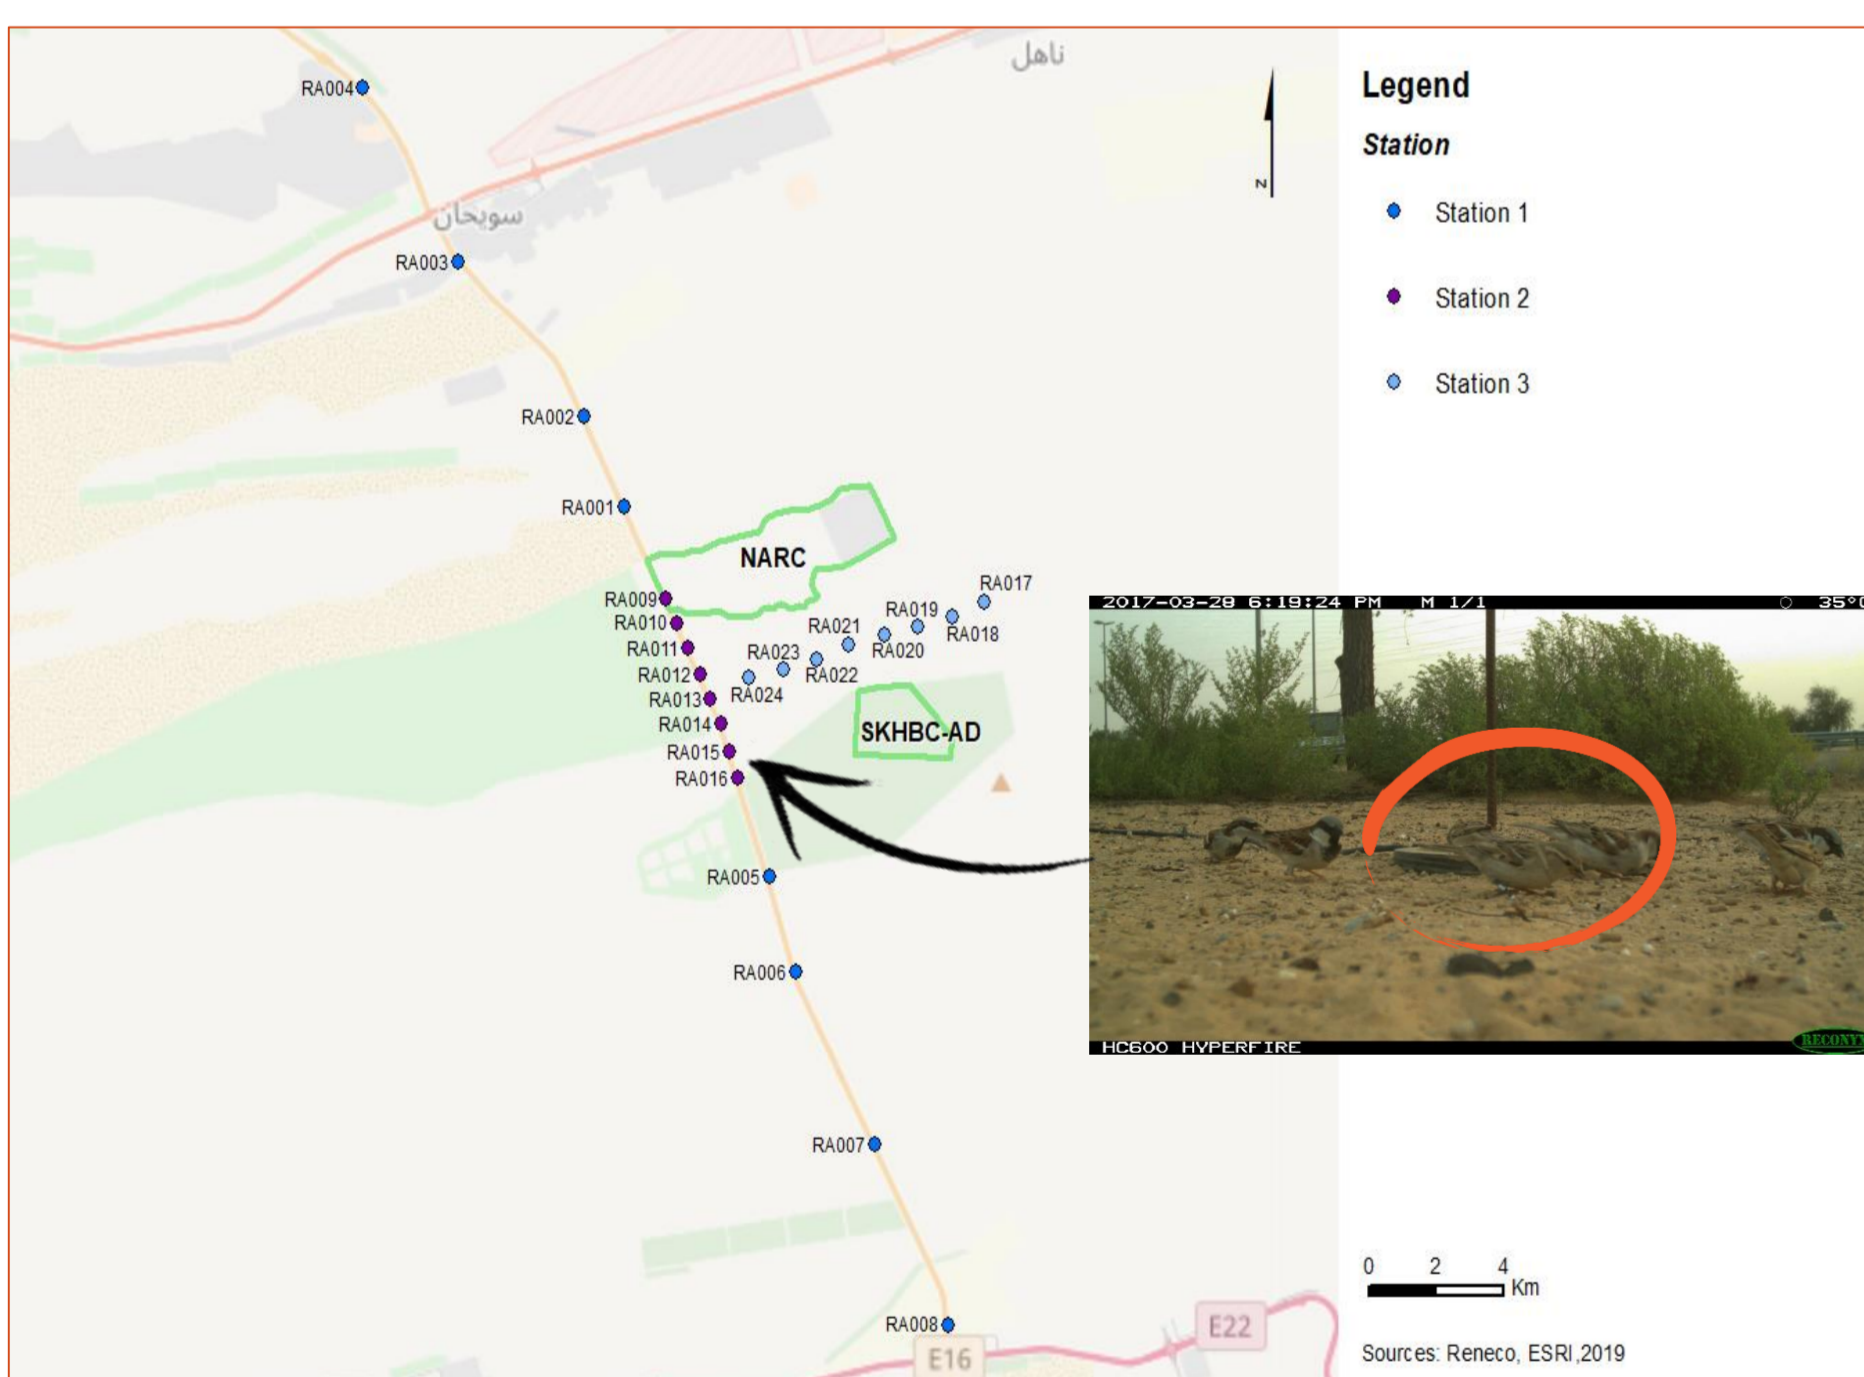 ناهل
RA004
سويحان
RA003
RA002
RA001
NARC
RA009
RA010
RA011
RA012
RA013
RA014
RA015
RA016
RA017
RA018
RA019
RA020
RA021
RA022
RA023
RA024
SKHBC-AD
RA005
RA006
RA007
RA008
E16
E22
N
Legend
Station
Station 1
Station 2
Station 3
2017-03-28 6:19:24 PM M 1/1 35°C
HC600 HYPERFIRE
RECONYX
0 2 4
Km
Sources: Reneco, ESRI,2019